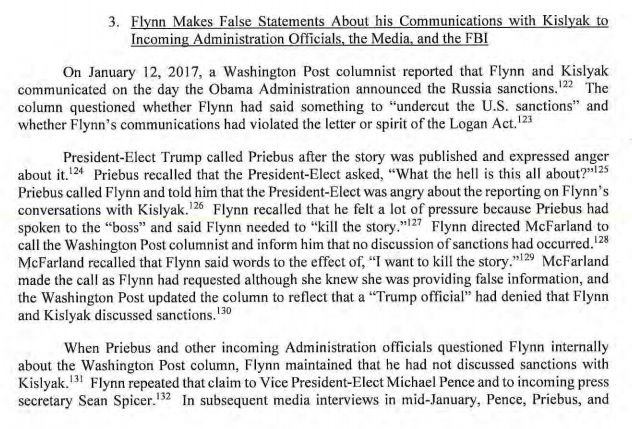 3. Flynn Makes False Statements About his Communications with Kislyak to
Incoming Administration Officials, the Media, and the FBI
On January 12, 2017, a Washington Post columnist reported that Flynn and Kislyak
communicated on the day the Obama Administration announced the Russia sanctions.122 The
column questioned whether Flynn had said something to “undercut the U.S. sanctions” and
whether Flynn’s communications had violated the letter or spirit of the Logan Act.123
President-Elect Trump called Priebus after the story was published and expressed anger
about it.124 Priebus recalled that the President-Elect asked, “What the hell is this all about?”125
Priebus called Flynn and told him that the President-Elect was angry about the reporting on Flynn’s
conversations with Kislyak.126 Flynn recalled that he felt a lot of pressure because Priebus had
spoken to the “boss” and said Flynn needed to “kill the story.”127 Flynn directed McFarland to
call the Washington Post columnist and inform him that no discussion of sanctions had occurred.128
McFarland recalled that Flynn said words to the effect of, “I want to kill the story.”129 McFarland
made the call as Flynn had requested although she knew she was providing false information, and
the Washington Post updated the column to reflect that a “Trump official” had denied that Flynn
and Kislyak discussed sanctions.130
When Priebus and other incoming Administration officials questioned Flynn internally
about the Washington Post column, Flynn maintained that he had not discussed sanctions with
Kislyak.131 Flynn repeated that claim to Vice President-Elect Michael Pence and to incoming press
secretary Sean Spicer.132 In subsequent media interviews in mid-January, Pence, Priebus, and